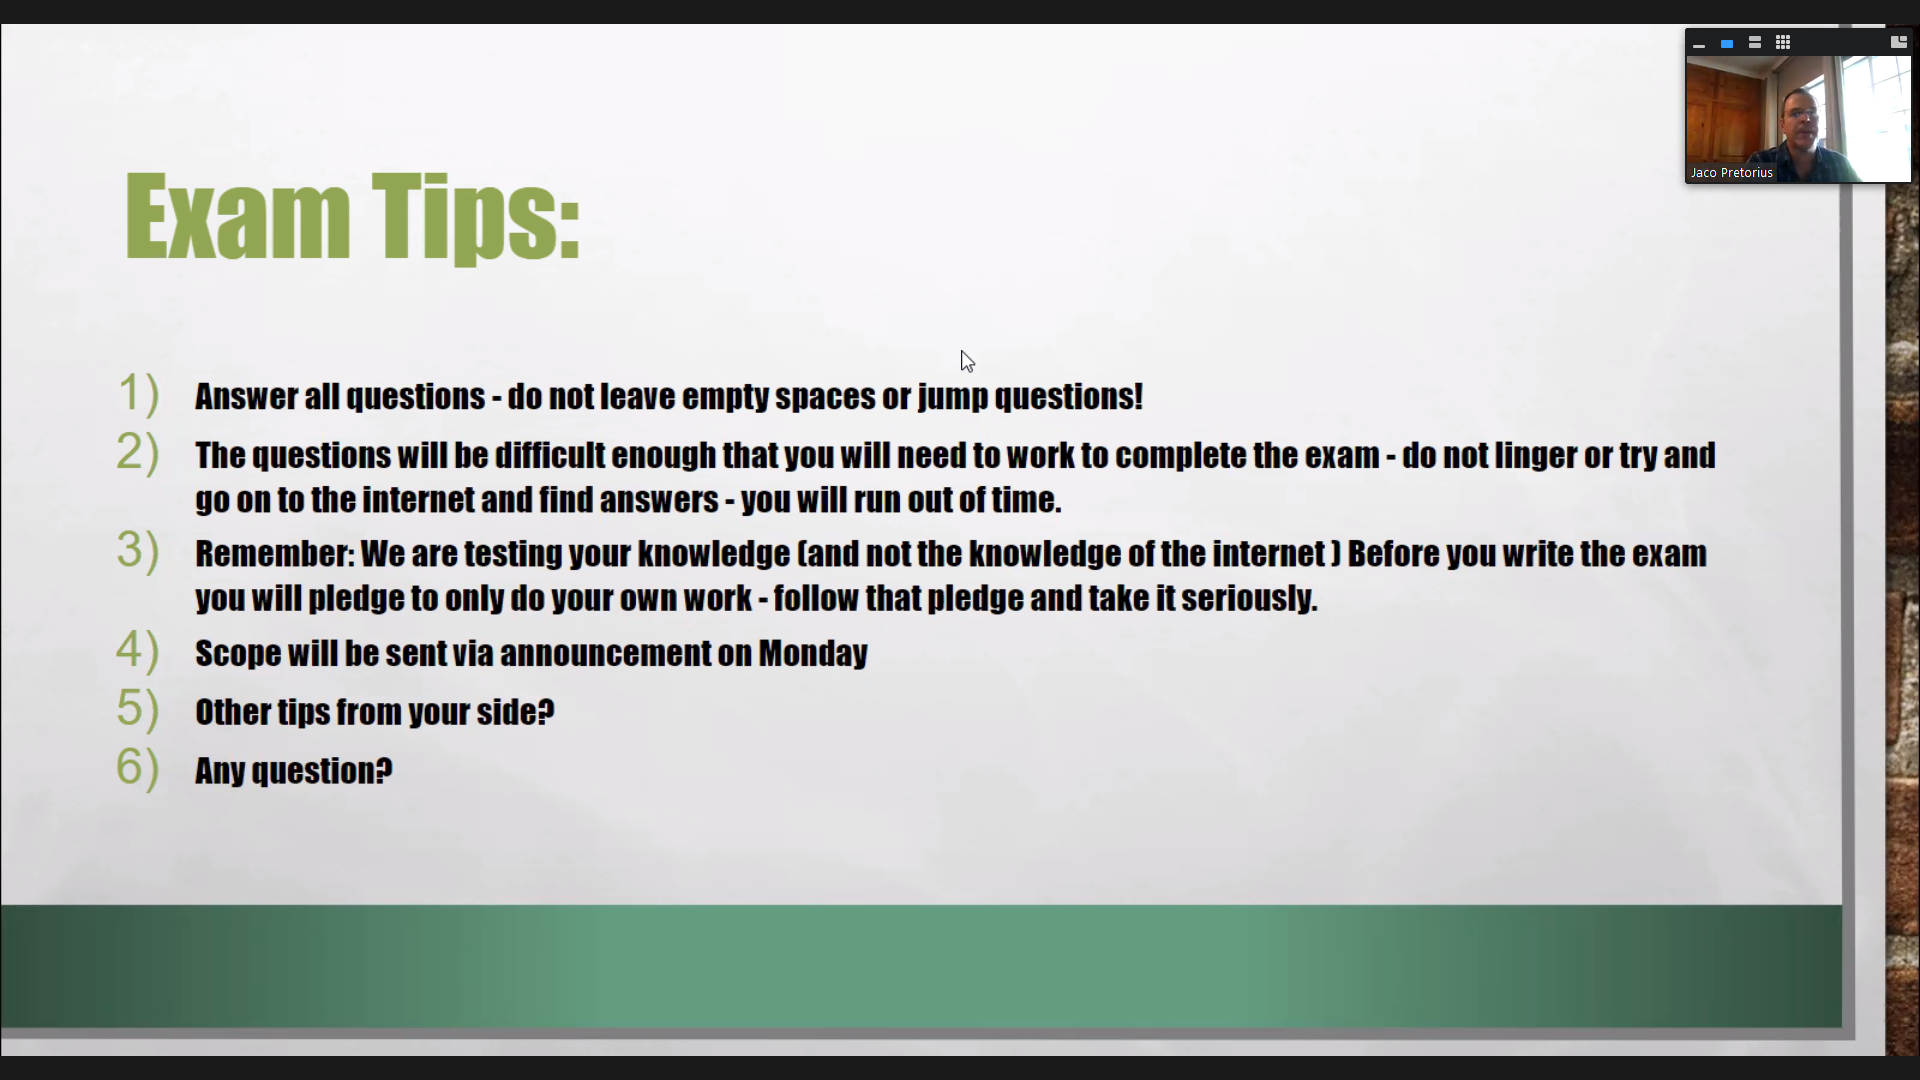 Jaco Pretorius
Exam Tips:
1) Answer all questions - do not leave empty spaces or jump questions!
2) The questions will be difficult enough that you will need to work to complete the exam - do not linger or try and
go on to the internet and find answers - you will run out of time.
3) Remember: We are testing your knowledge (and not the knowledge of the internet ) Before you write the exam
you will pledge to only do your own work - follow that pledge and take it seriously.
4) Scope will be sent via announcement on Monday
5) Other tips from your side?
6) Any question?